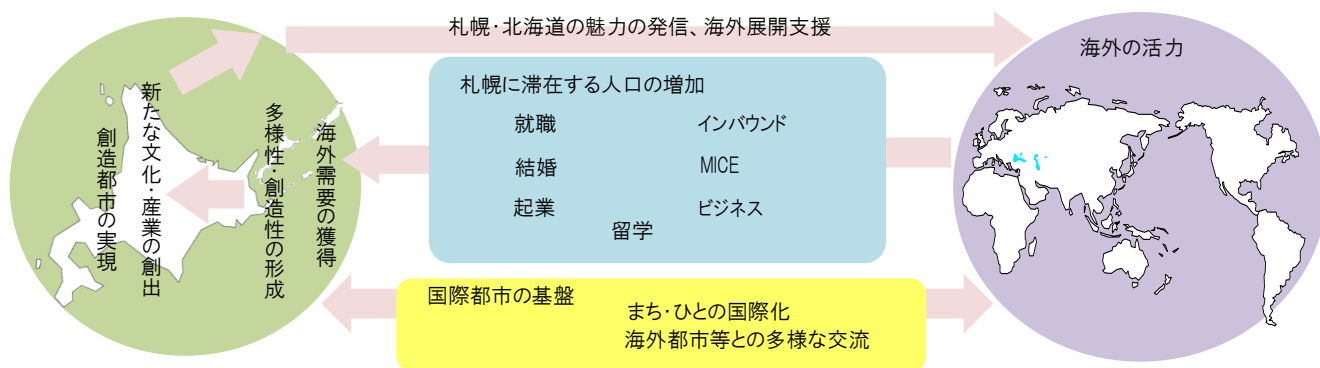 札幌・北海道の魅力の発信、海外展開支援
海外の活力
札幌に滞在する人口の増加
就職
インバウンド
結婚
MICE
起業
ビジネス
留学
海外需要の獲得
多様性・創造性の形成
新たな文化・産業の創出
創造都市の実現
国際都市の基盤
まち・ひとの国際化
海外都市等との多様な交流